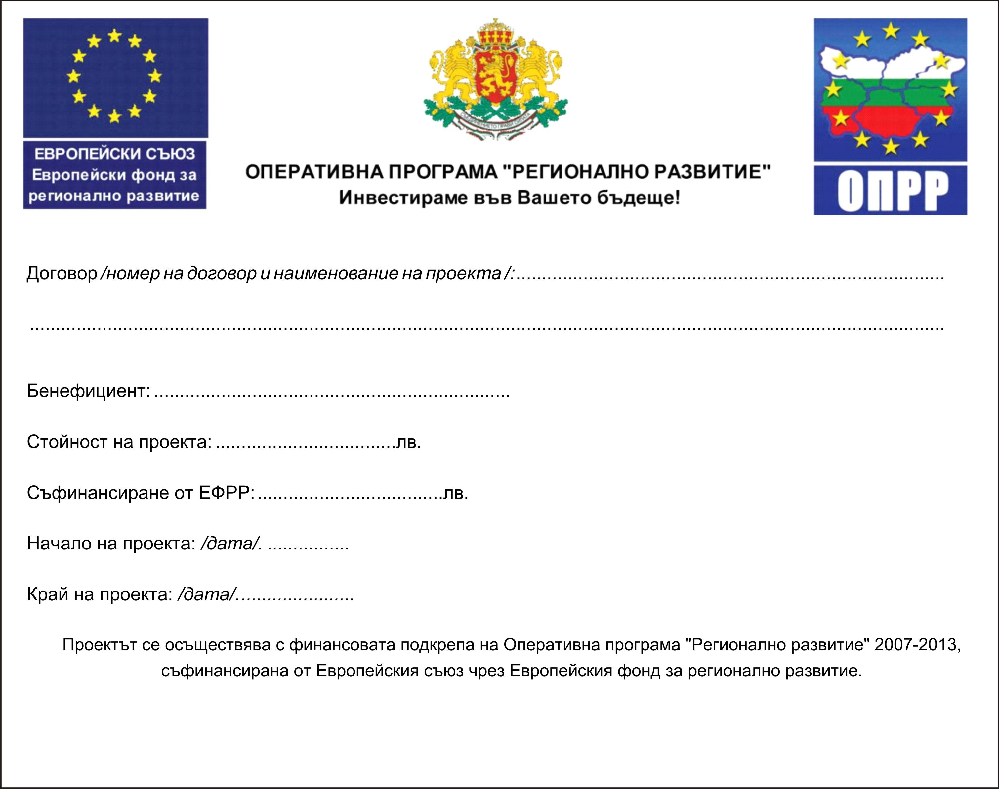 ЕВРОПЕЙСКИ СЪЮЗ
Европейски фонд за
регионално развитие
СЪЕДИНЕНИЕТО ПРАВИ СИЛАТА
ОПЕРАТИВНА ПРОГРАМА "РЕГИОНАЛНО РАЗВИТИЕ"
Инвестираме във Вашето бъдеще!
ОПРР
Договор /номер на договор и наименование на проекта /:...................................................................................
..................................................................................................................................................................................
Бенефициент: .....................................................................
Стойност на проекта: ...................................лв.
Съфинансиране от ЕФРР: ....................................лв.
Начало на проекта: /дата/. ................
Край на проекта: /дата/.......................
Проектът се осъществява с финансовата подкрепа на Оперативна програма "Регионално развитие" 2007-2013,
съфинансирана от Европейския съюз чрез Европейския фонд за регионално развитие.